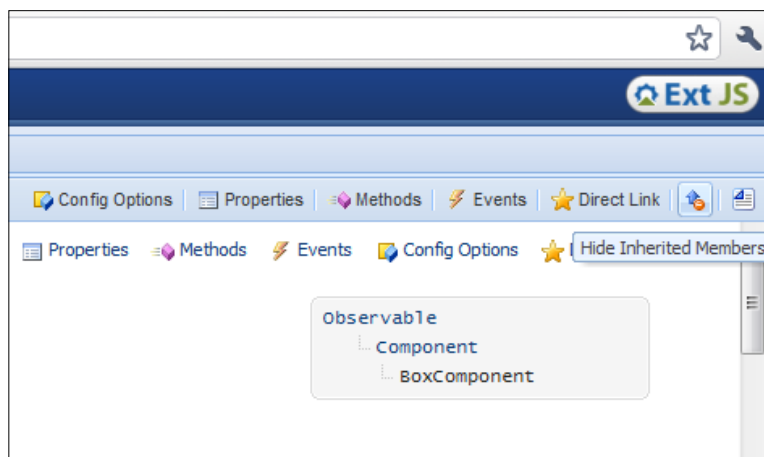 Ext JS
Config Options Properties Methods Events Direct Link
Properties Methods Events Config Options
Hide Inherited Members
Observable
Component
BoxComponent